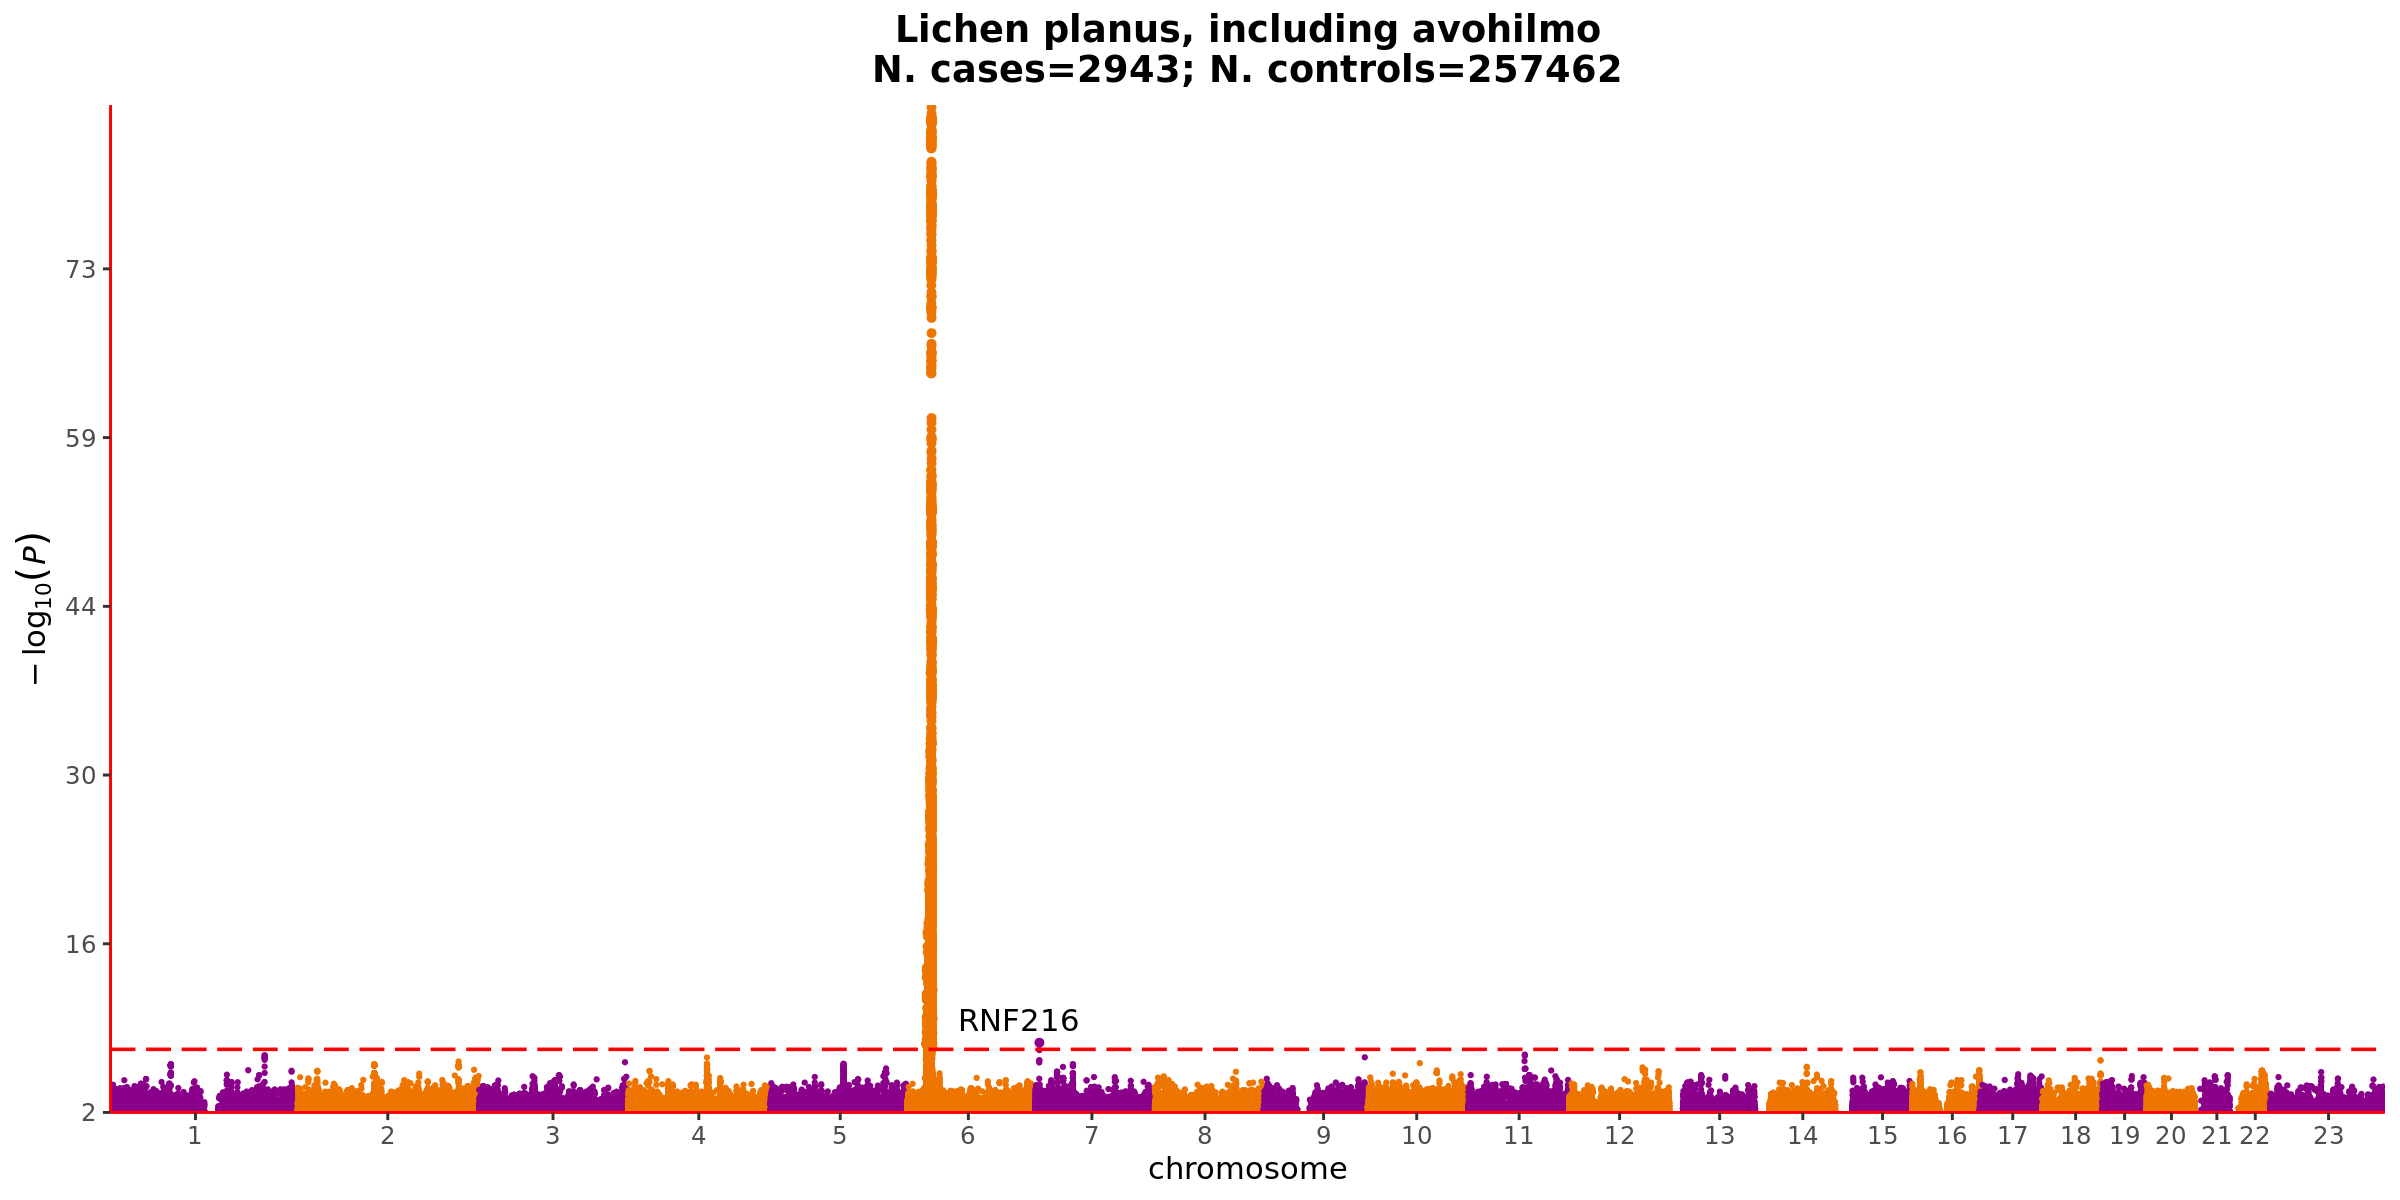 Lichen planus, including avohilmo
N. cases=2943; N. controls=257462
−log10(P)
73
59
44
30
16
2
RNF216
1 2 3 4 5 6 7 8 9 10 11 12 13 14 15 16 17 18 19 20 21 22 23
chromosome